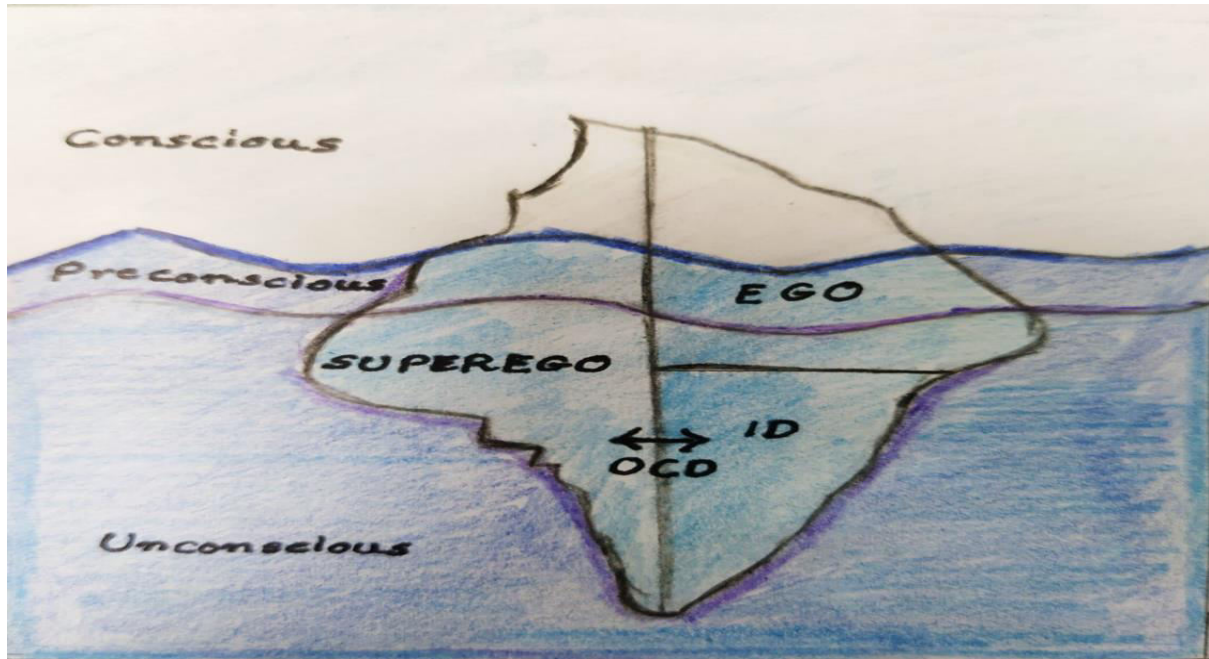 Conscious
Preconscious
EGO
SUPEREGO
ID
OCD
Unconscious